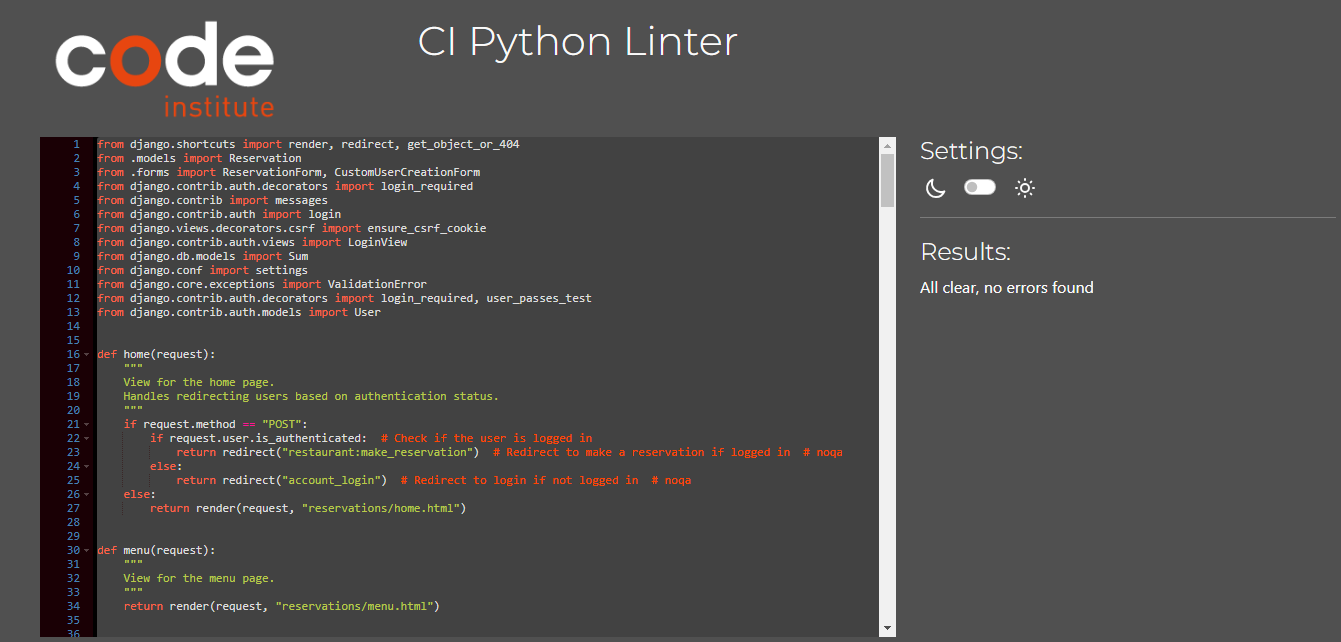 code
institute
CI Python Linter
1 from django.shortcuts import render, redirect, get_object_or_404
2 from .models import Reservation
3 from .forms import ReservationForm, CustomUserCreationForm
4 from django.contrib.auth.decorators import login_required
5 from django.contrib import messages
6 from django.contrib.auth import login
7 from django.views.decorators.csrf import ensure_csrf_cookie
8 from django.contrib.auth.views import LoginView
9 from django.db.models import Sum
10 from django.conf import settings
11 from django.core.exceptions import ValidationError
12 from django.contrib.auth.decorators import login_required, user_passes_test
13 from django.contrib.auth.models import User
14
15
16 def home(request):
17     """
18     View for the home page.
19     Handles redirecting users based on authentication status.
20     """
21     if request.method == "POST":
22         if request.user.is_authenticated:  # Check if the user is logged in
23             return redirect("restaurant:make_reservation")  # Redirect to make a reservation if logged in  # noqa
24         else:
25             return redirect("account_login")  # Redirect to login if not logged in  # noqa
26     else:
27         return render(request, "reservations/home.html")
28
29
30 def menu(request):
31     """
32     View for the menu page.
33     """
34     return render(request, "reservations/menu.html")
35
36
Settings:
Results:
All clear, no errors found